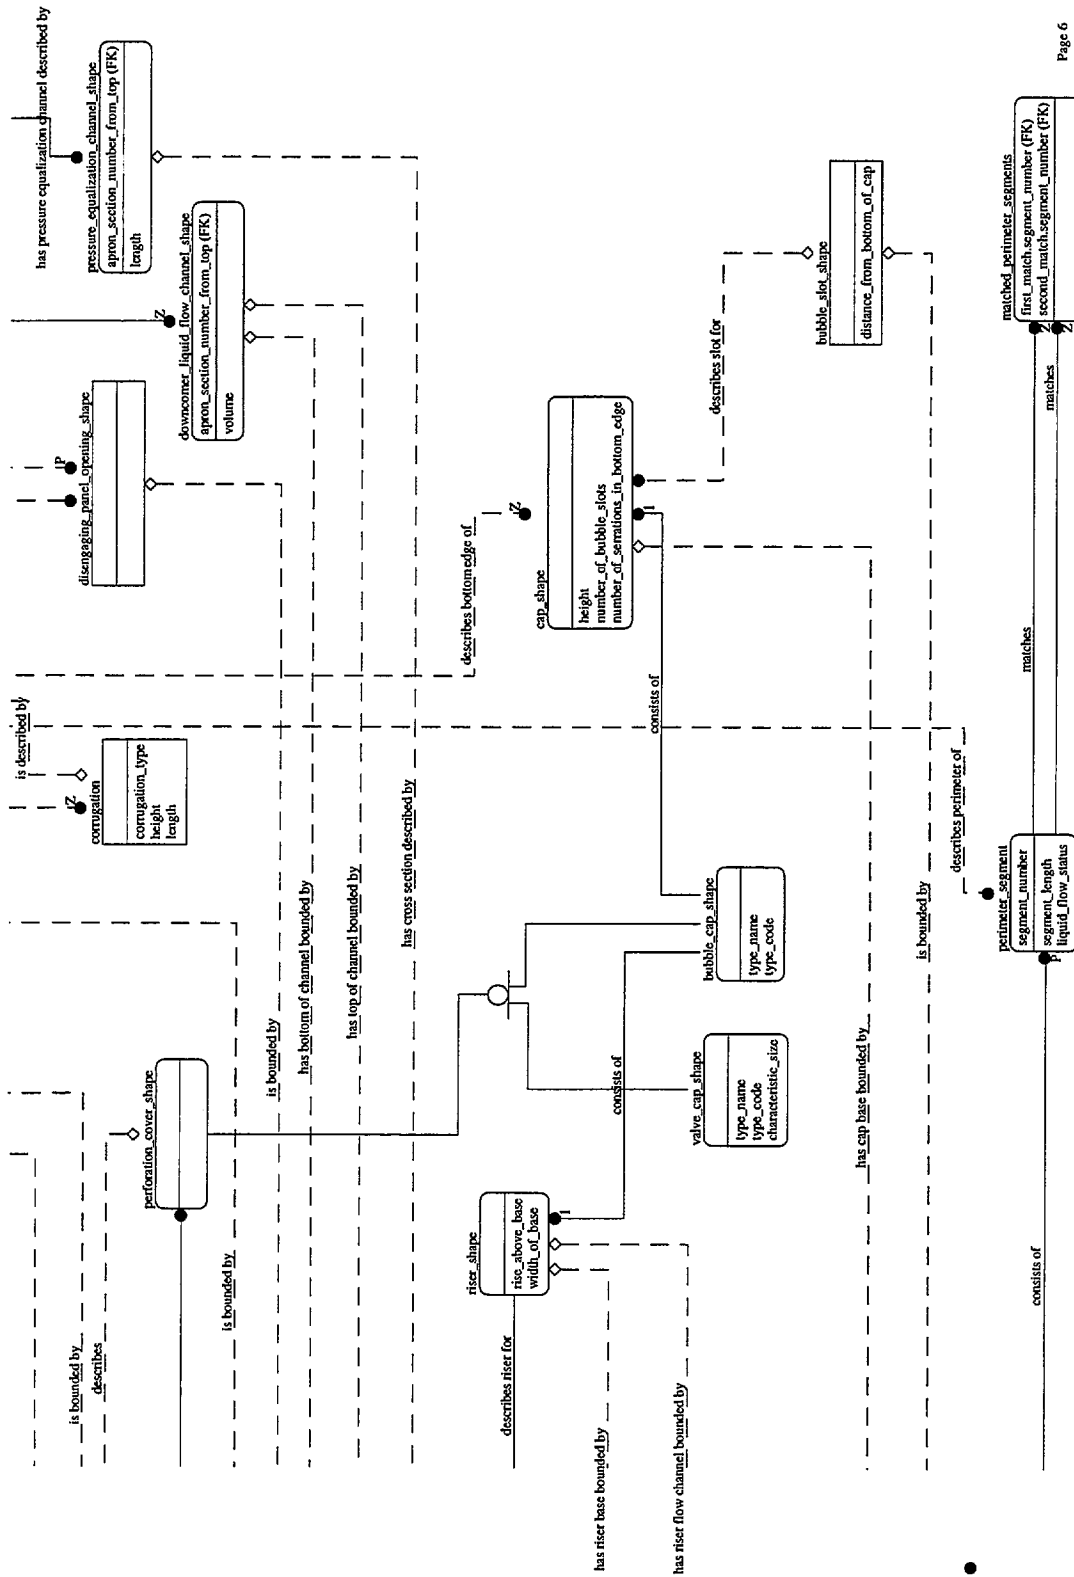 has pressure equalization channel described by
pressure_equalization_channel_shape
apron_section_number_from_top (FK)
length
Z
downcomer_liquid_flow_channel_shape
apron_section_number_from_top (FK)
volume
P
disengaging_panel_opening_shape
is described by
Z
corrugation
corrugation_type
height
length
perforation_cover_shape
is bounded by
describes
is bounded by
is bounded by
has bottom of channel bounded by
has top of channel bounded by
has cross section described by
describes bottom edge of
Z
cap_shape
height
number_of_bubble_slots
number_of_serrations_in_bottom_edge
1
describes slot for
bubble_slot_shape
distance_from_bottom_of_cap
consists of
bubble_cap_shape
type_name
type_code
valve_cap_shape
type_name
type_code
characteristic_size
consists of
riser_shape
rise_above_base
width_of_base
1
describes riser for
has riser base bounded by
has riser flow channel bounded by
has cap base bounded by
is bounded by
describes perimeter of
perimeter_segment
segment_number
segment_length
liquid_flow_status
P
consists of
matches
matches
matched_perimeter_segments
first_match.segment_number (FK)
second_match.segment_number (FK)
Z
Z
Page 6